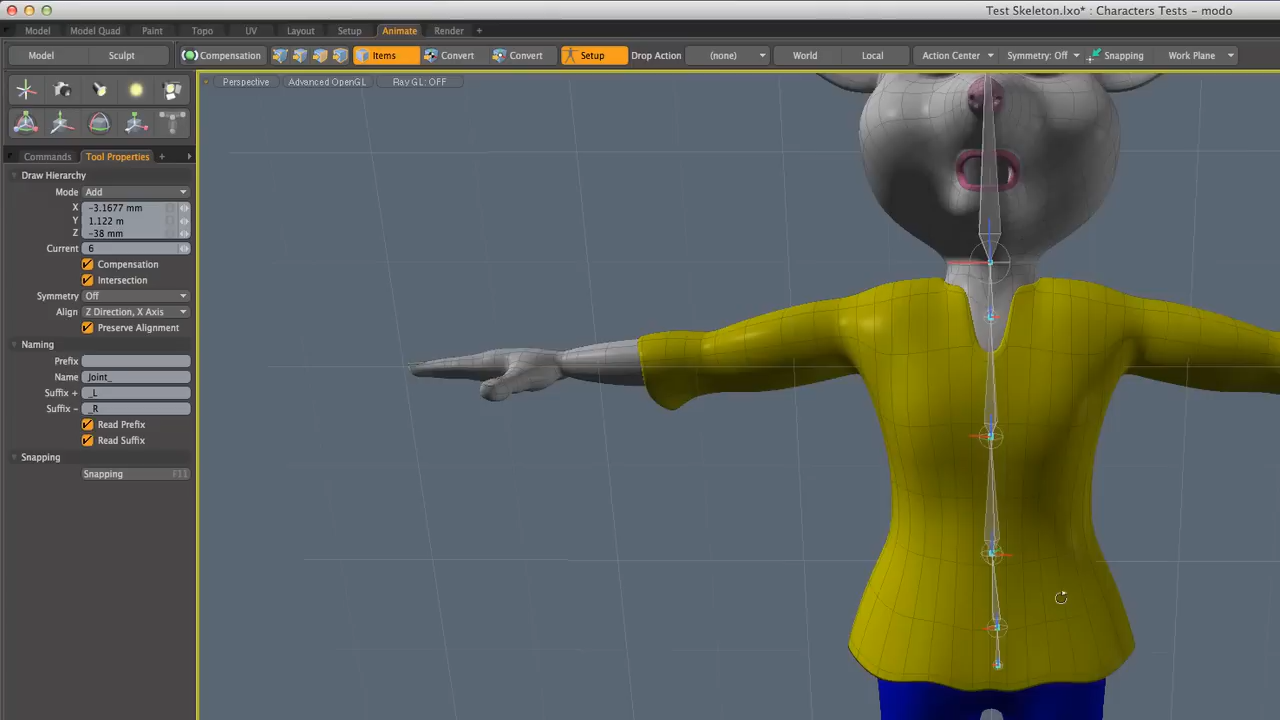 Test Skeleton.lxo* : Characters Tests - modo
Model Model Quad Paint Topo UV Layout Setup Animate Render +
Model Sculpt Compensation Items Convert Convert Setup Drop Action (none) World Local Action Center Symmetry: Off Snapping Work Plane
Perspective Advanced OpenGL Ray GL: OFF
Commands Tool Properties +
Draw Hierarchy
Mode Add
X -3.1677 mm
Y 1.122 m
Z -38 mm
Current 6
Compensation
Intersection
Symmetry Off
Align Z Direction, X Axis
Preserve Alignment
Naming
Prefix
Name Joint_
Suffix + _L
Suffix - _R
Read Prefix
Read Suffix
Snapping
Snapping F11